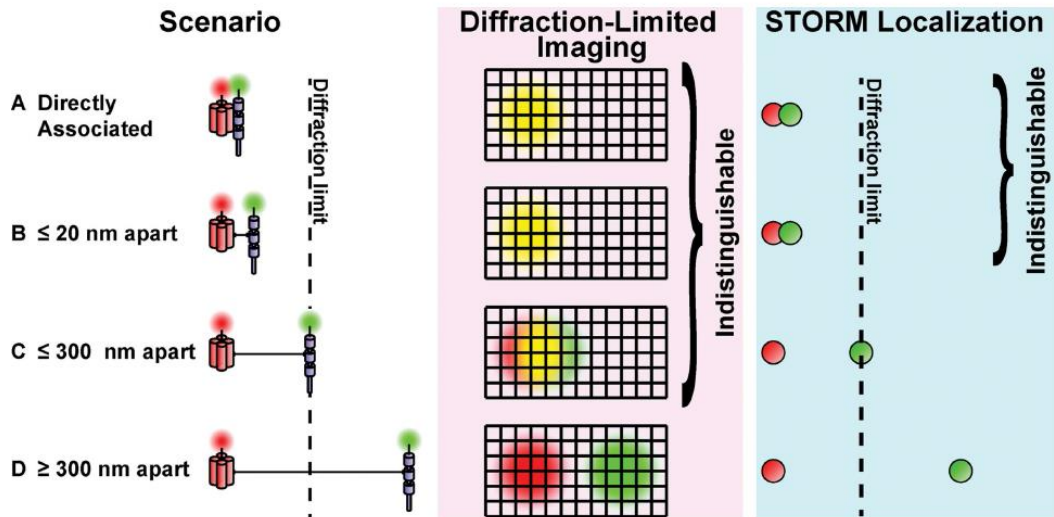 Scenario
Diffraction-Limited
Imaging
STORM Localization
A Directly
Associated
Diffraction limit
Indistinguishable
Diffraction limit
Indistinguishable
B ≤ 20 nm apart
C ≤ 300 nm apart
D ≥ 300 nm apart